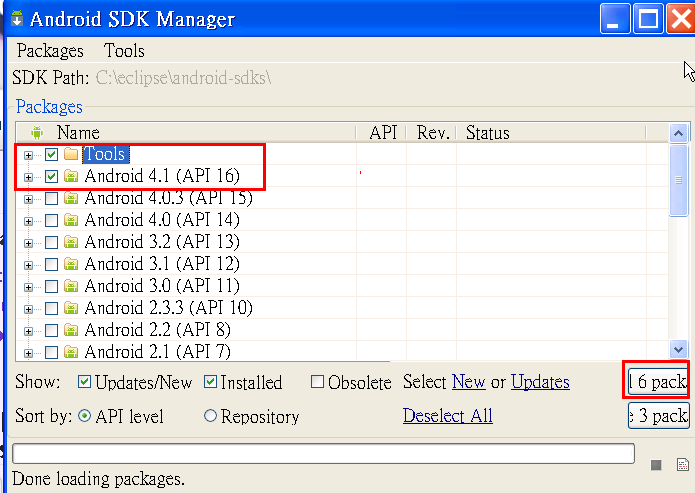 Android SDK Manager
Packages Tools
SDK Path: C:\eclipse\android-sdks\
Packages
Name API Rev. Status
Tools
Android 4.1 (API 16)
Android 4.0.3 (API 15)
Android 4.0 (API 14)
Android 3.2 (API 13)
Android 3.1 (API 12)
Android 3.0 (API 11)
Android 2.3.3 (API 10)
Android 2.2 (API 8)
Android 2.1 (API 7)
Show: Updates/New Installed Obsolete Select New or Updates l 6 pack
Sort by: API level Repository Deselect All e 3 pack
Done loading packages.